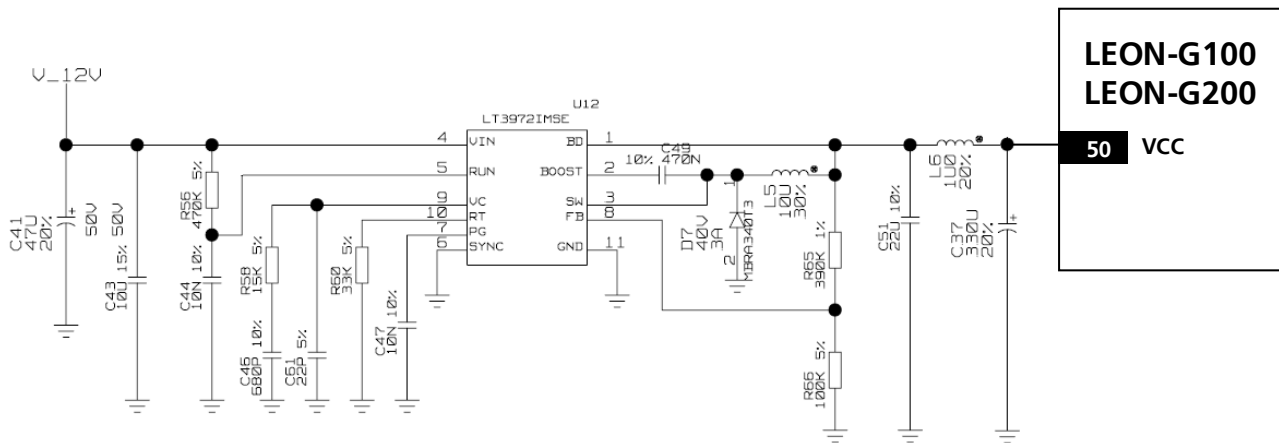 LEON-G100
LEON-G200
50 VCC
V_12V
U12
LT3972IMSE
4 VIN
5 RUN
9 VC
10 RT
7 PG
6 SYNC
BD 1
BOOST 2
SW 3
FB 8
GND 11
C41
47U
20%
50V
C43
10U 15% 50V
R56
470K 5%
C44
10N 10%
R58
15K 5%
C46
680P 10%
C61
22P 5%
R60
33K 5%
C47
10N 10%
C49
10% 470N
D7
40V
3A
1
2
MBRA340T3
L5
10U
30%
R65
390K 1%
R66
100K 5%
C51
22U 10%
L6
1U0
20%
C37
330U
20%